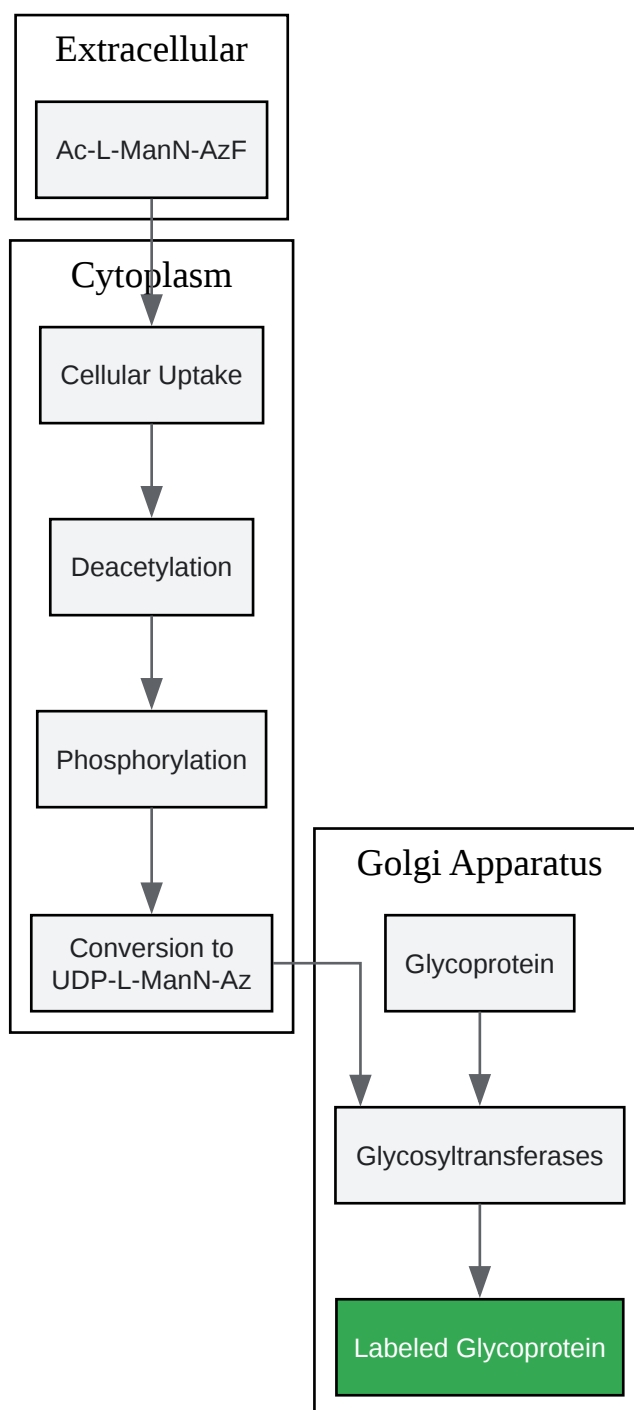 Extracellular
Ac-L-ManN-AzF
Cytoplasm
Cellular Uptake
Deacetylation
Phosphorylation
Conversion to
UDP-L-ManN-Az
Golgi Apparatus
Glycoprotein
Glycosyltransferases
Labeled Glycoprotein